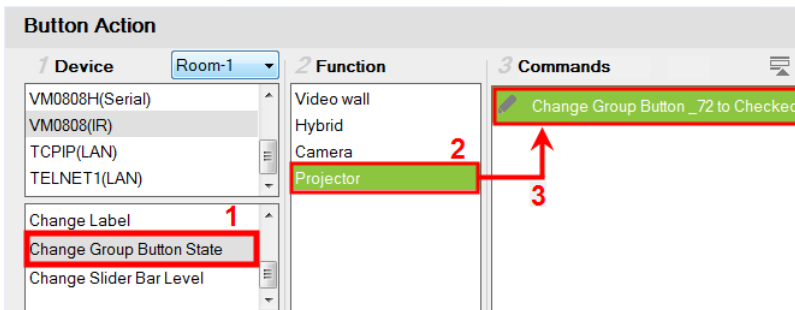 Button Action
1 Device
Room-1
2 Function
3 Commands
VM0808H(Serial)
VM0808(IR)
TCPIP(LAN)
TELNET1(LAN)
Change Label
1
Change Group Button State
Change Slider Bar Level
Video wall
Hybrid
Camera
2
Projector
Change Group Button _72 to Checked
3